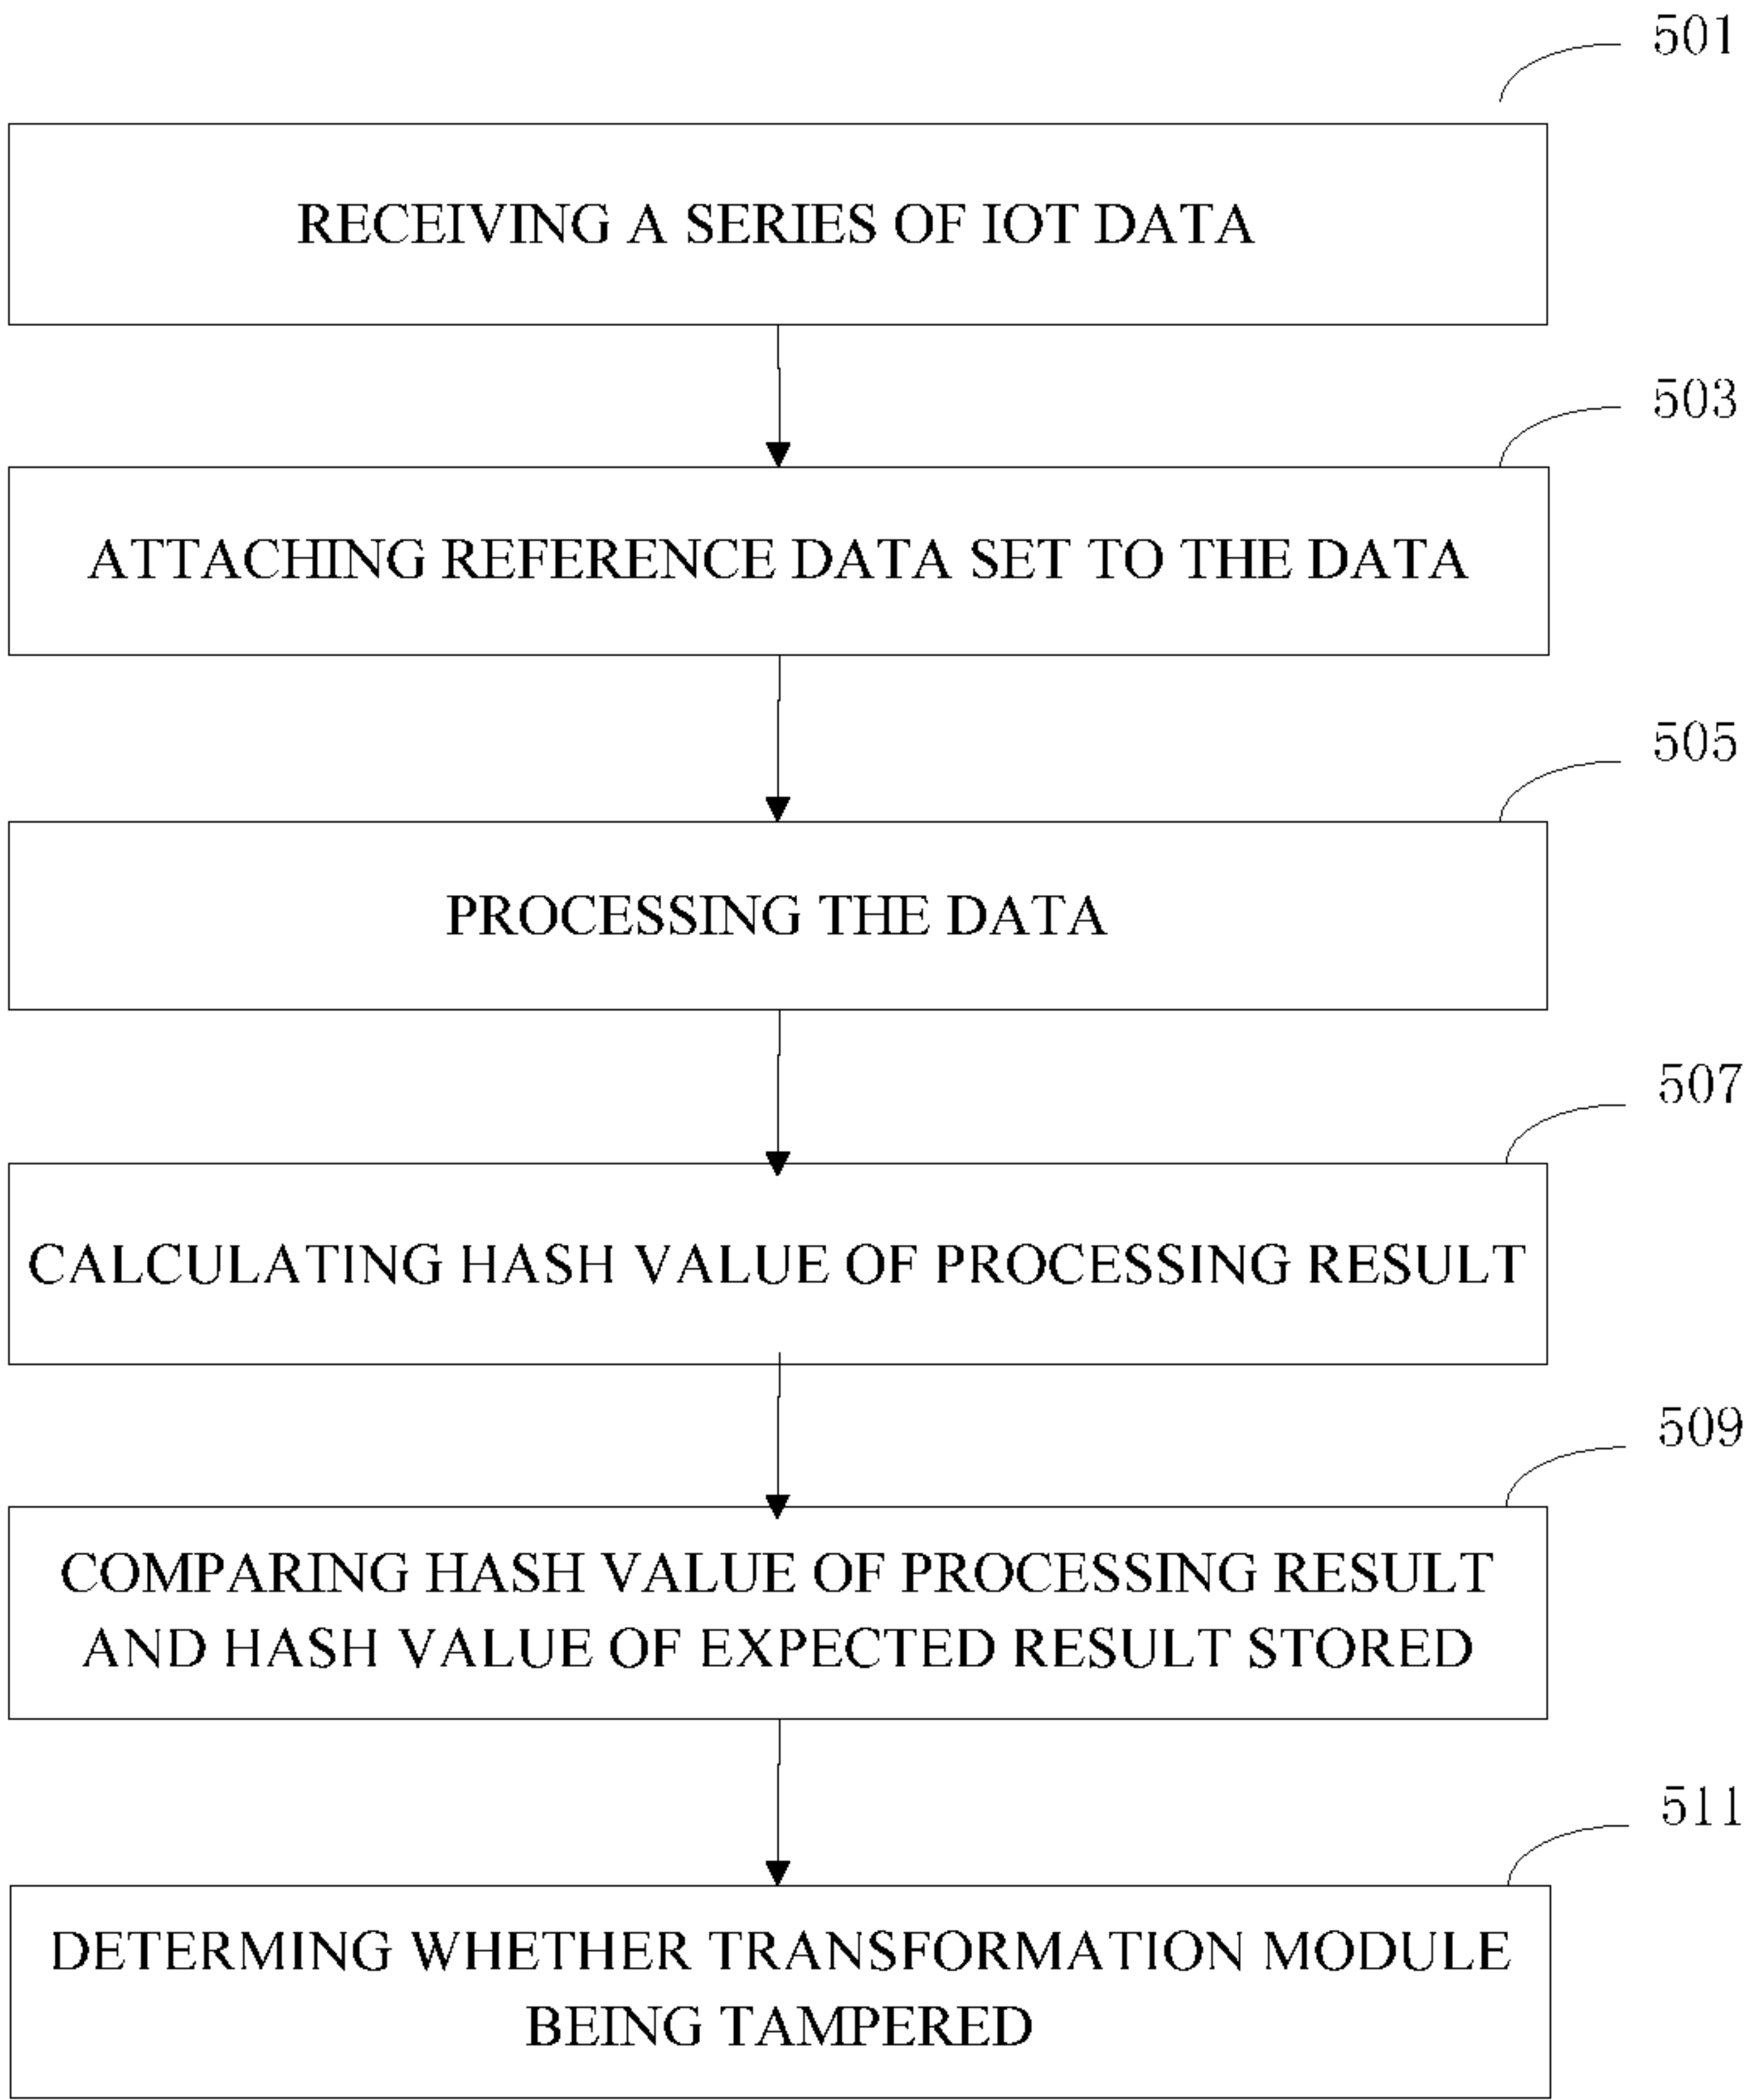 501
RECEIVING A SERIES OF IOT DATA
503
ATTACHING REFERENCE DATA SET TO THE DATA
505
PROCESSING THE DATA
507
CALCULATING HASH VALUE OF PROCESSING RESULT
509
COMPARING HASH VALUE OF PROCESSING RESULT
AND HASH VALUE OF EXPECTED RESULT STORED
511
DETERMING WHETHER TRANSFORMATION MODULE
BEING TAMPERED